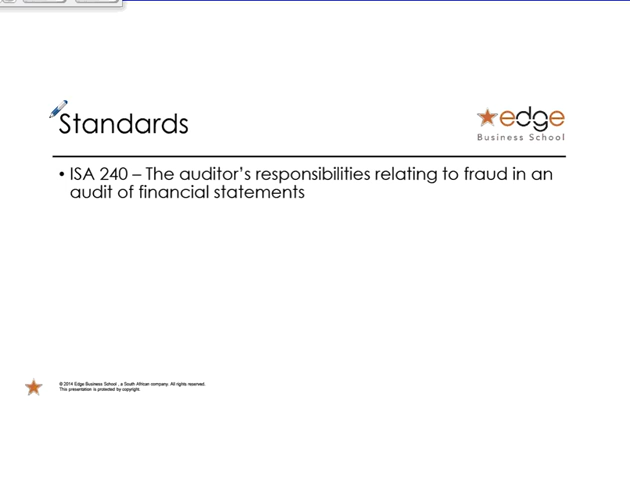 Standards
edge
Business School
• ISA 240 – The auditor's responsibilities relating to fraud in an
audit of financial statements
© 2014 Edge Business School , a South African company. All rights reserved.
This presentation is protected by copyright.